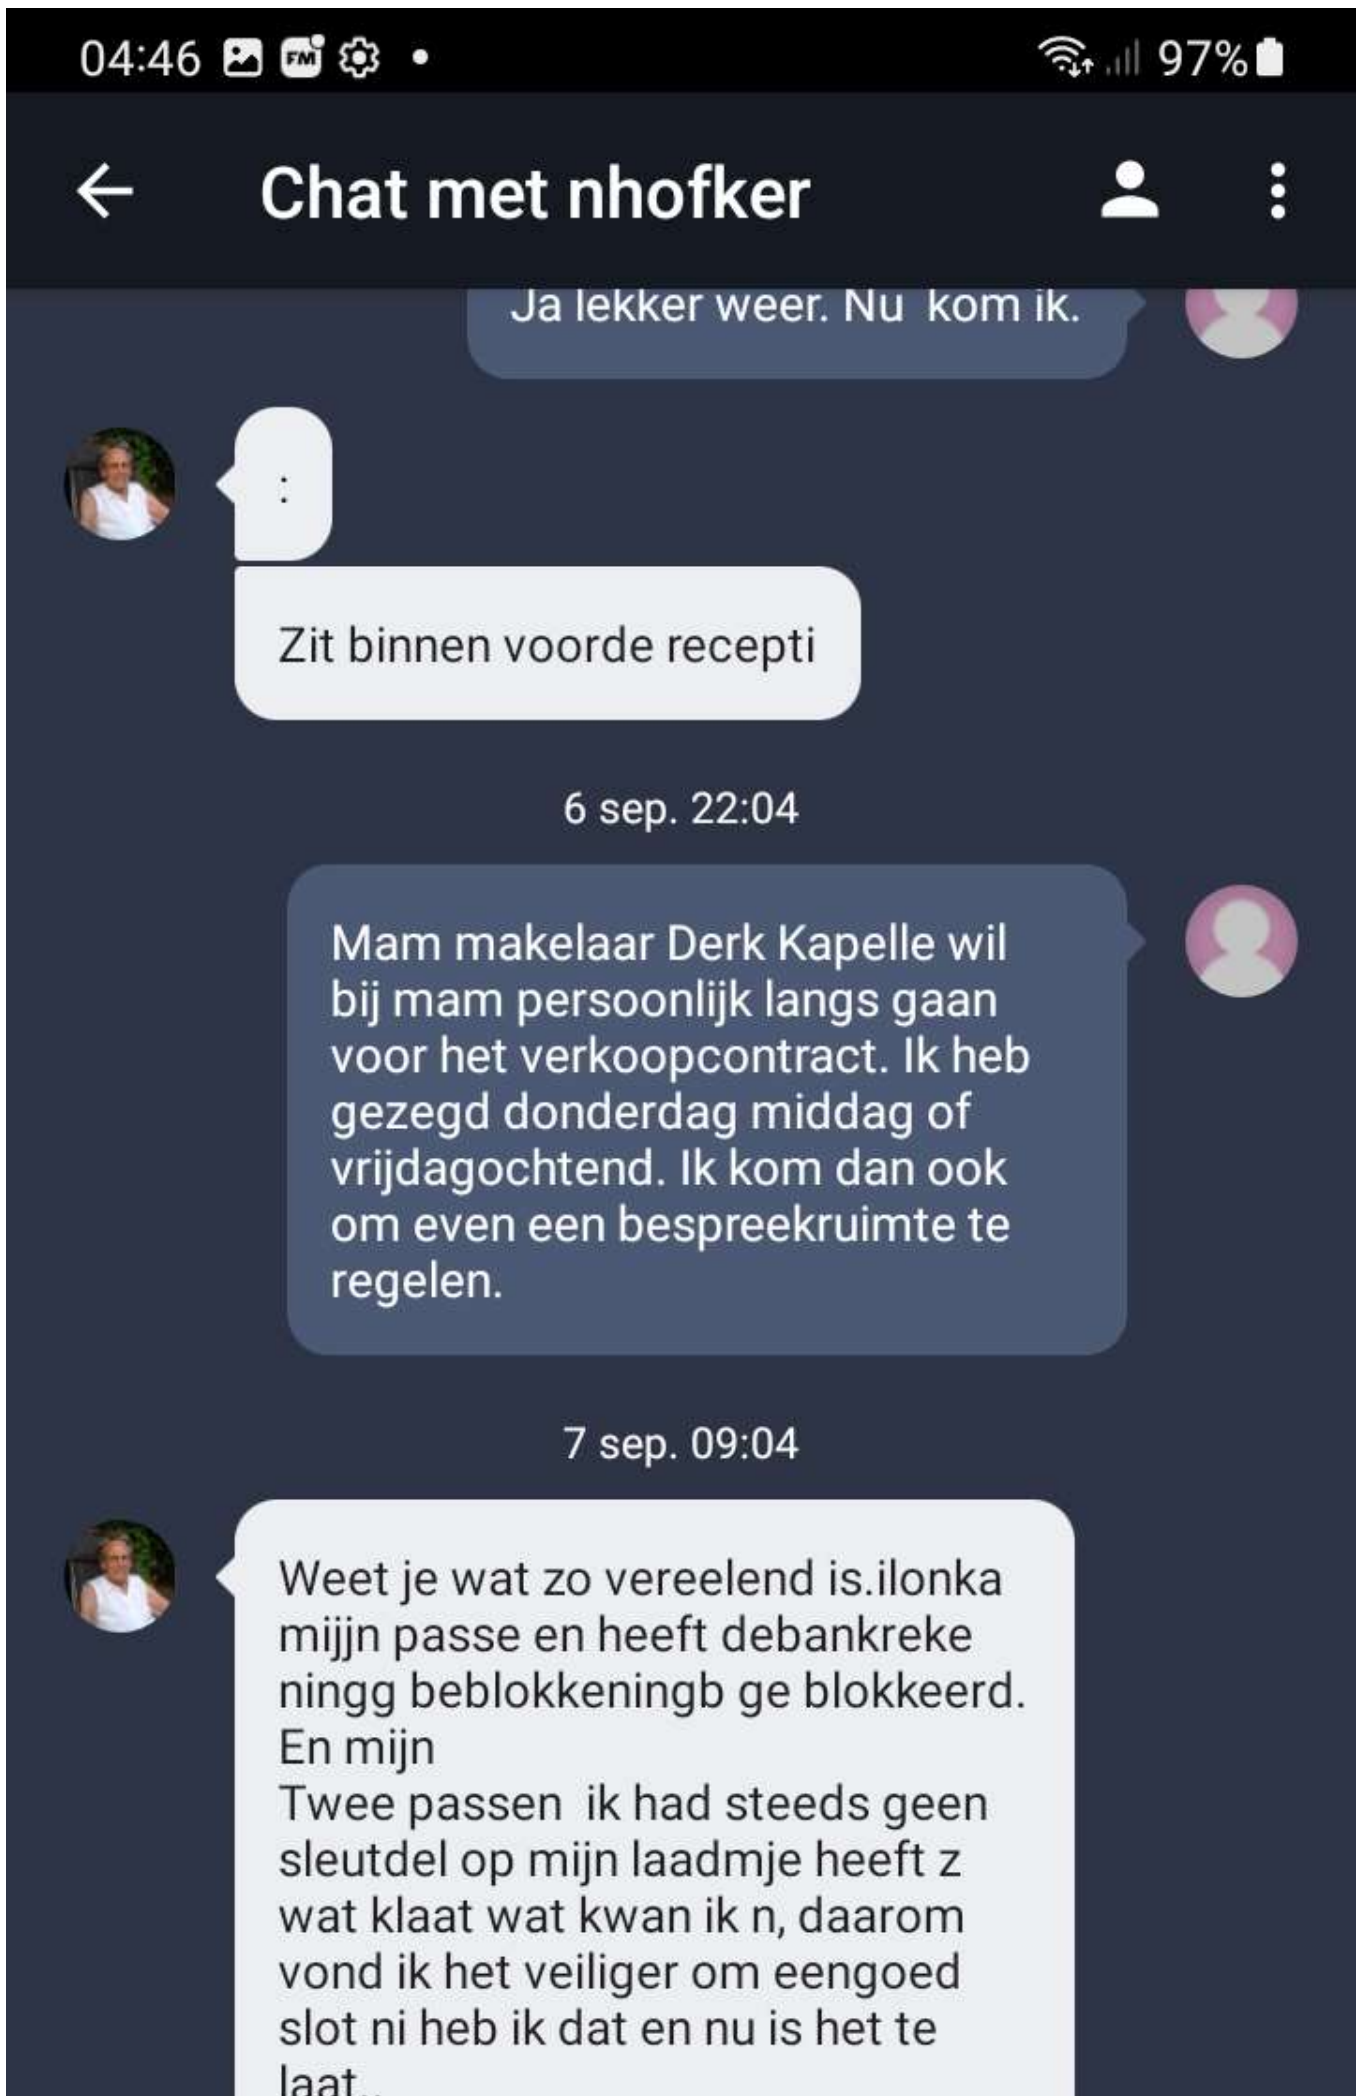 04:46 FM 97%
Chat met nhofker
Ja lekker weer. Nu  kom ik.
:
Zit binnen voorde recepti
6 sep. 22:04
Mam makelaar Derk Kapelle wil
bij mam persoonlijk langs gaan
voor het verkoopcontract. Ik heb
gezegd donderdag middag of
vrijdagochtend. Ik kom dan ook
om even een bespreekruimte te
regelen.
7 sep. 09:04
Weet je wat zo vereelend is.ilonka
mijjn passe en heeft debankreke
ningg beblokkeningb ge blokkeerd.
En mijn
Twee passen  ik had steeds geen
sleutdel op mijn laadmje heeft z
wat klaat wat kwan ik n, daarom
vond ik het veiliger om eengoed
slot ni heb ik dat en nu is het te
laat..